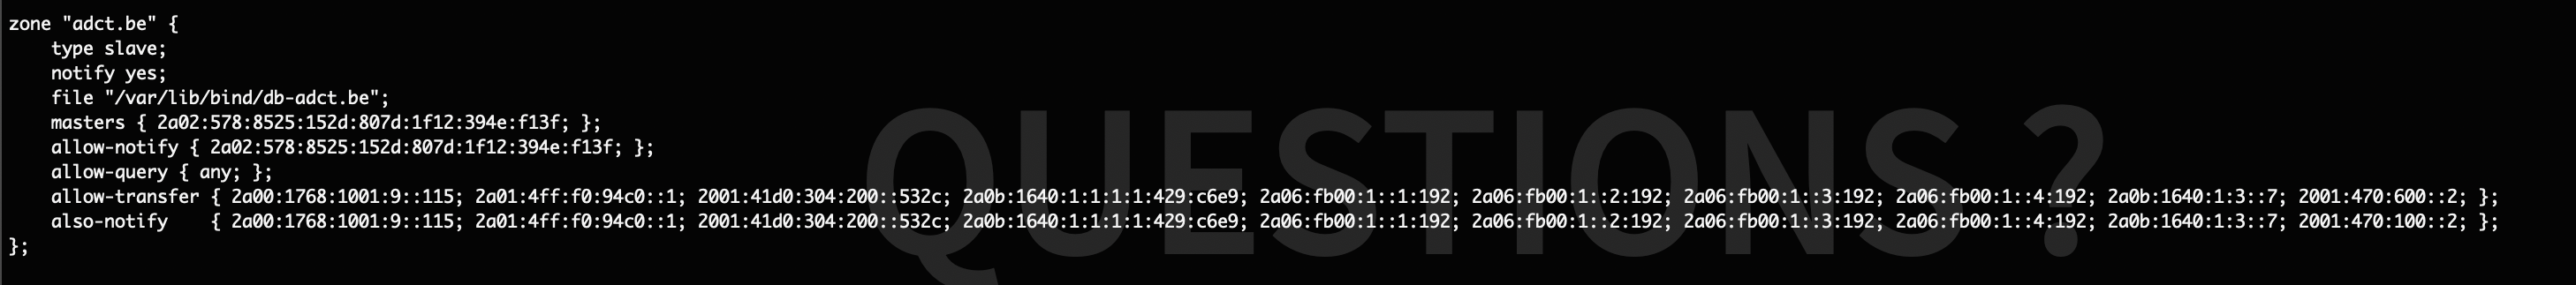 zone "adct.be" {
    type slave;
    notify yes;
    file "/var/lib/bind/db-adct.be";
    masters { 2a02:578:8525:152d:807d:1f12:394e:f13f; };
    allow-notify { 2a02:578:8525:152d:807d:1f12:394e:f13f; };
    allow-query { any; };
    allow-transfer { 2a00:1768:1001:9::115; 2a01:4ff:f0:94c0::1; 2001:41d0:304:200::532c; 2a0b:1640:1:1:1:1:429:c6e9; 2a06:fb00:1::1:192; 2a06:fb00:1::2:192; 2a06:fb00:1::3:192; 2a06:fb00:1::4:192; 2a0b:1640:1:3::7; 2001:470:600::2; };
    also-notify    { 2a00:1768:1001:9::115; 2a01:4ff:f0:94c0::1; 2001:41d0:304:200::532c; 2a0b:1640:1:1:1:1:429:c6e9; 2a06:fb00:1::1:192; 2a06:fb00:1::2:192; 2a06:fb00:1::3:192; 2a06:fb00:1::4:192; 2a0b:1640:1:3::7; 2001:470:100::2; };
};
QUESTIONS ?